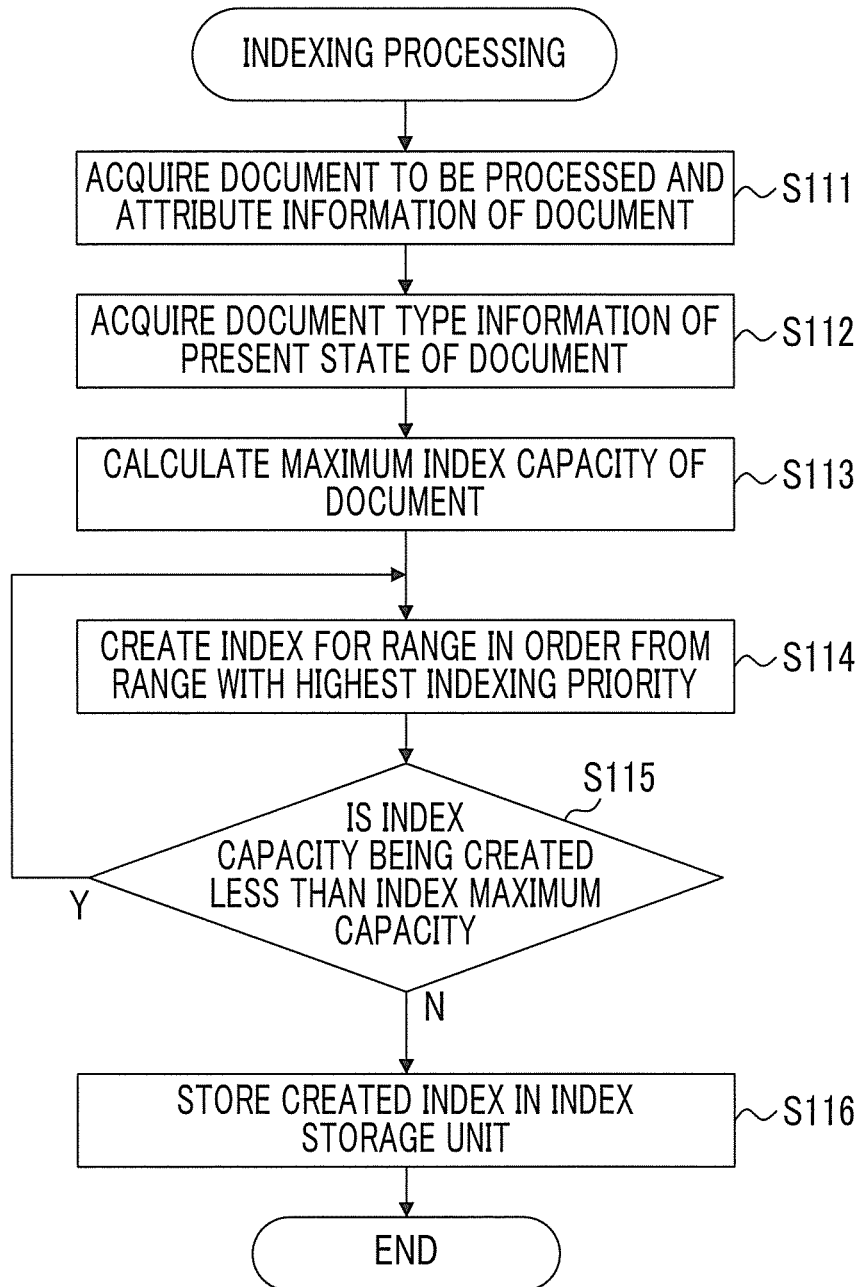 INDEXING PROCESSING
ACQUIRE DOCUMENT TO BE PROCESSED AND
ATTRIBUTE INFORMATION OF DOCUMENT
S111
ACQUIRE DOCUMENT TYPE INFORMATION OF
PRESENT STATE OF DOCUMENT
S112
CALCULATE MAXIMUM INDEX CAPACITY OF
DOCUMENT
S113
CREATE INDEX FOR RANGE IN ORDER FROM
RANGE WITH HIGHEST INDEXING PRIORITY
S114
S115
IS INDEX
CAPACITY BEING CREATED
LESS THAN INDEX MAXIMUM
CAPACITY
Y
N
STORE CREATED INDEX IN INDEX
STORAGE UNIT
S116
END